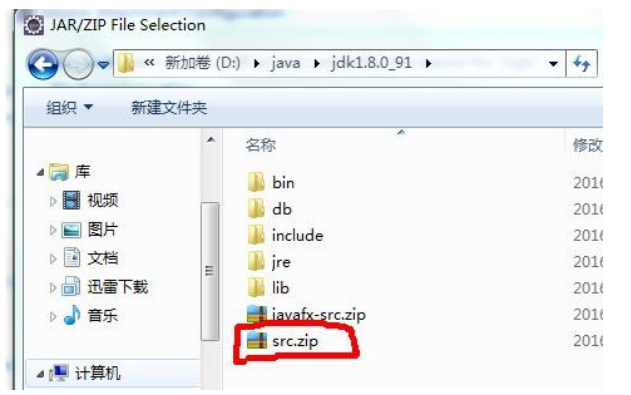 JAR/ZIP File Selection
« 新加卷 (D:) ▸ java ▸ jdk1.8.0_91 ▸
组织 ▼ 新建文件夹
名称 修改
库
视频
图片
文档
迅雷下载
音乐
计算机
bin 2016
db 2016
include 2016
jre 2016
lib 2016
javafx-src.zip 2016
src.zip 2016